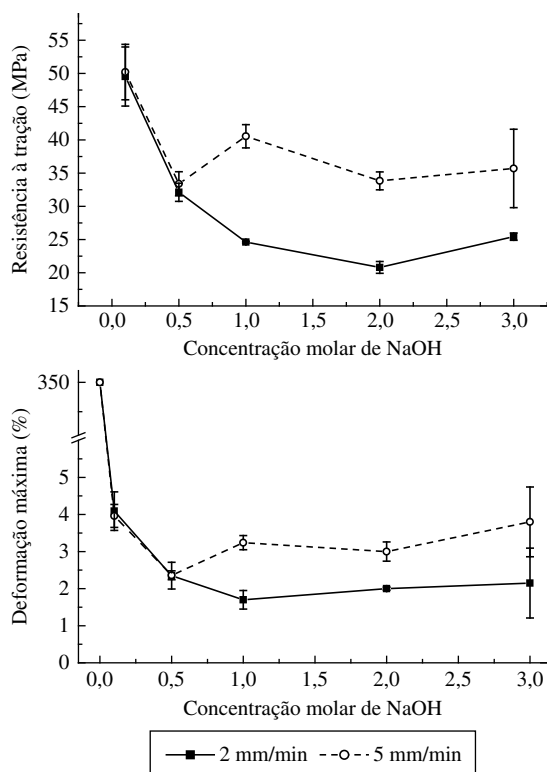 Resistência à tração (MPa)
55
50
45
40
35
30
25
20
15
0,0 0,5 1,0 1,5 2,0 2,5 3,0
Concentração molar de NaOH
Deformação máxima (%)
350
5
4
3
2
1
0
0,0 0,5 1,0 1,5 2,0 2,5 3,0
Concentração molar de NaOH
2 mm/min 5 mm/min